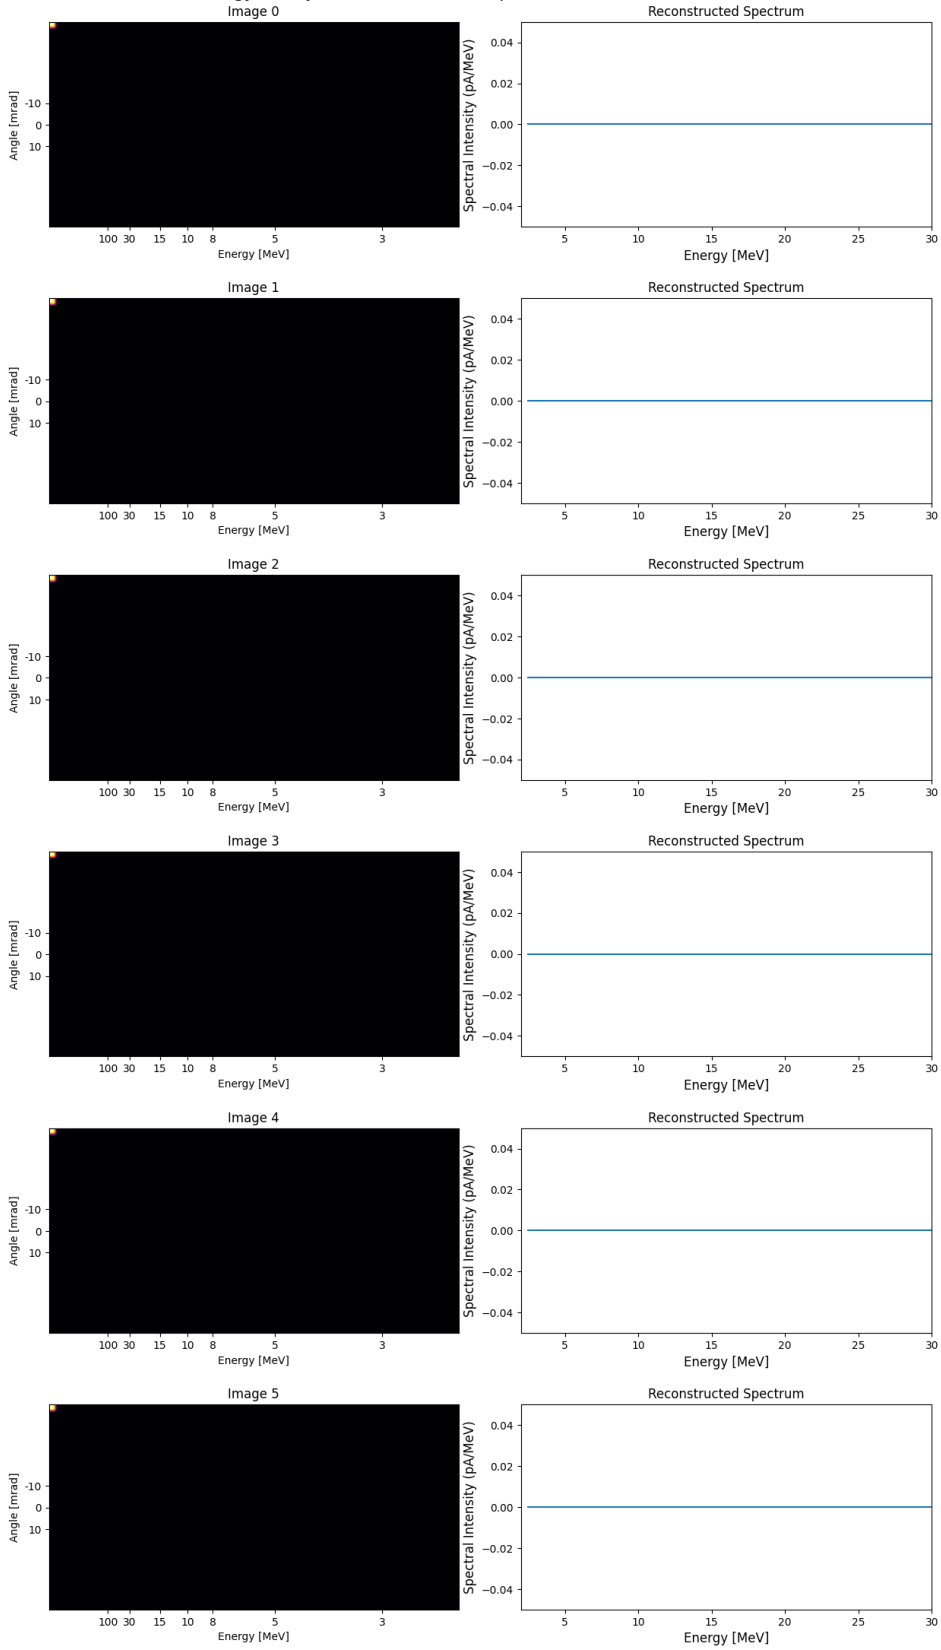 Image 0
Reconstructed Spectrum
Angle [mrad]
-10
0
10
100 30 15 10 8 5 3
Energy [MeV]
Spectral Intensity (pA/MeV)
0.04
0.02
0.00
−0.02
−0.04
5 10 15 20 25 30
Energy [MeV]
Image 1
Reconstructed Spectrum
Angle [mrad]
-10
0
10
100 30 15 10 8 5 3
Energy [MeV]
Spectral Intensity (pA/MeV)
0.04
0.02
0.00
−0.02
−0.04
5 10 15 20 25 30
Energy [MeV]
Image 2
Reconstructed Spectrum
Angle [mrad]
-10
0
10
100 30 15 10 8 5 3
Energy [MeV]
Spectral Intensity (pA/MeV)
0.04
0.02
0.00
−0.02
−0.04
5 10 15 20 25 30
Energy [MeV]
Image 3
Reconstructed Spectrum
Angle [mrad]
-10
0
10
100 30 15 10 8 5 3
Energy [MeV]
Spectral Intensity (pA/MeV)
0.04
0.02
0.00
−0.02
−0.04
5 10 15 20 25 30
Energy [MeV]
Image 4
Reconstructed Spectrum
Angle [mrad]
-10
0
10
100 30 15 10 8 5 3
Energy [MeV]
Spectral Intensity (pA/MeV)
0.04
0.02
0.00
−0.02
−0.04
5 10 15 20 25 30
Energy [MeV]
Image 5
Reconstructed Spectrum
Angle [mrad]
-10
0
10
100 30 15 10 8 5 3
Energy [MeV]
Spectral Intensity (pA/MeV)
0.04
0.02
0.00
−0.02
−0.04
5 10 15 20 25 30
Energy [MeV]